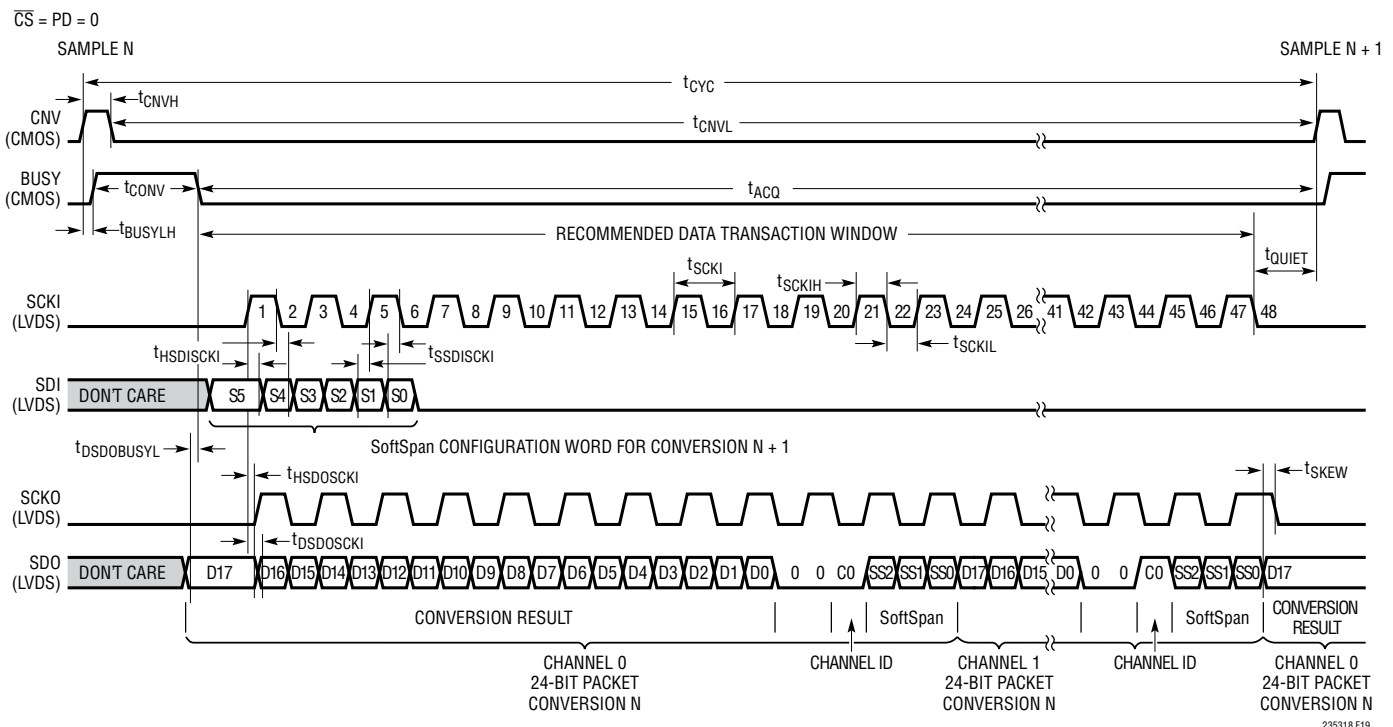 CS = PD = 0
SAMPLE N
SAMPLE N + 1
tCYC
tCNVH
CNV
(CMOS)
tCNVL
BUSY
(CMOS)
tCONV
tACQ
tBUSYLH
RECOMMENDED DATA TRANSACTION WINDOW
tQUIET
tSCKI
tSCKIH
SCKI
(LVDS)
1 2 3 4 5 6 7 8 9 10 11 12 13 14 15 16 17 18 19 20 21 22 23 24 25 26 41 42 43 44 45 46 47 48
tHSDISCKI
tSSDISCKI
tSCKIL
SDI
(LVDS)
DON'T CARE S5 S4 S3 S2 S1 S0
SoftSpan CONFIGURATION WORD FOR CONVERSION N + 1
tDSDOBUSYL
tHSDOSCKI
tSKEW
SCKO
(LVDS)
tDSDOSCKI
SDO
(LVDS)
DON'T CARE D17 D16 D15 D14 D13 D12 D11 D10 D9 D8 D7 D6 D5 D4 D3 D2 D1 D0 0 0 C0 SS2 SS1 SS0 D17 D16 D15 D0 0 0 C0 SS2 SS1 SS0 D17
CONVERSION RESULT
SoftSpan
SoftSpan
CONVERSION
RESULT
CHANNEL 0
24-BIT PACKET
CONVERSION N
CHANNEL ID
CHANNEL 1
24-BIT PACKET
CONVERSION N
CHANNEL ID
CHANNEL 0
24-BIT PACKET
CONVERSION N
235318 F19